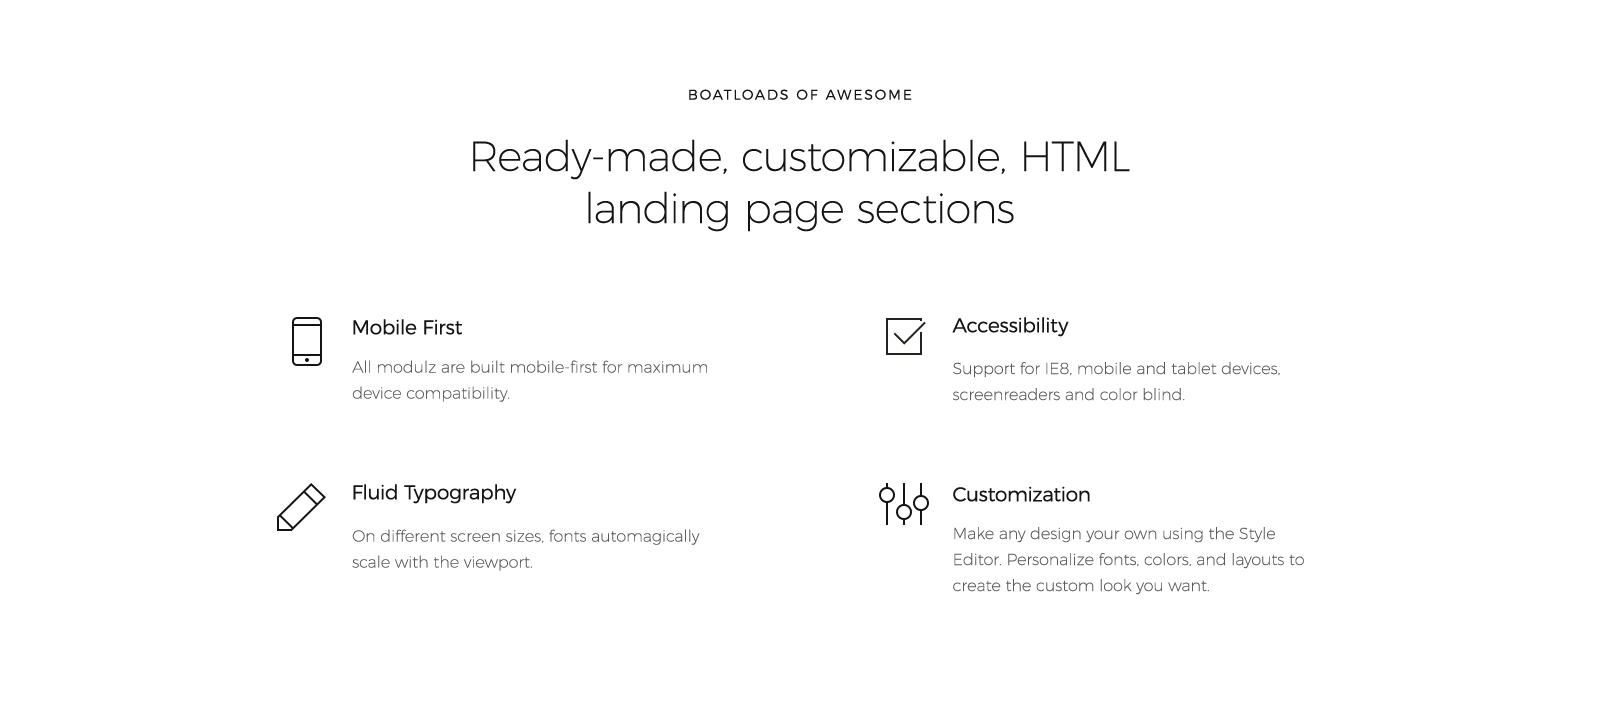 BOATLOADS OF AWESOME
Ready-made, customizable, HTML
landing page sections
Mobile First
All modulz are built mobile-first for maximum
device compatibility.
Accessibility
Support for IE8, mobile and tablet devices,
screenreaders and color blind.
Fluid Typography
On different screen sizes, fonts automagically
scale with the viewport.
Customization
Make any design your own using the Style
Editor. Personalize fonts, colors, and layouts to
create the custom look you want.